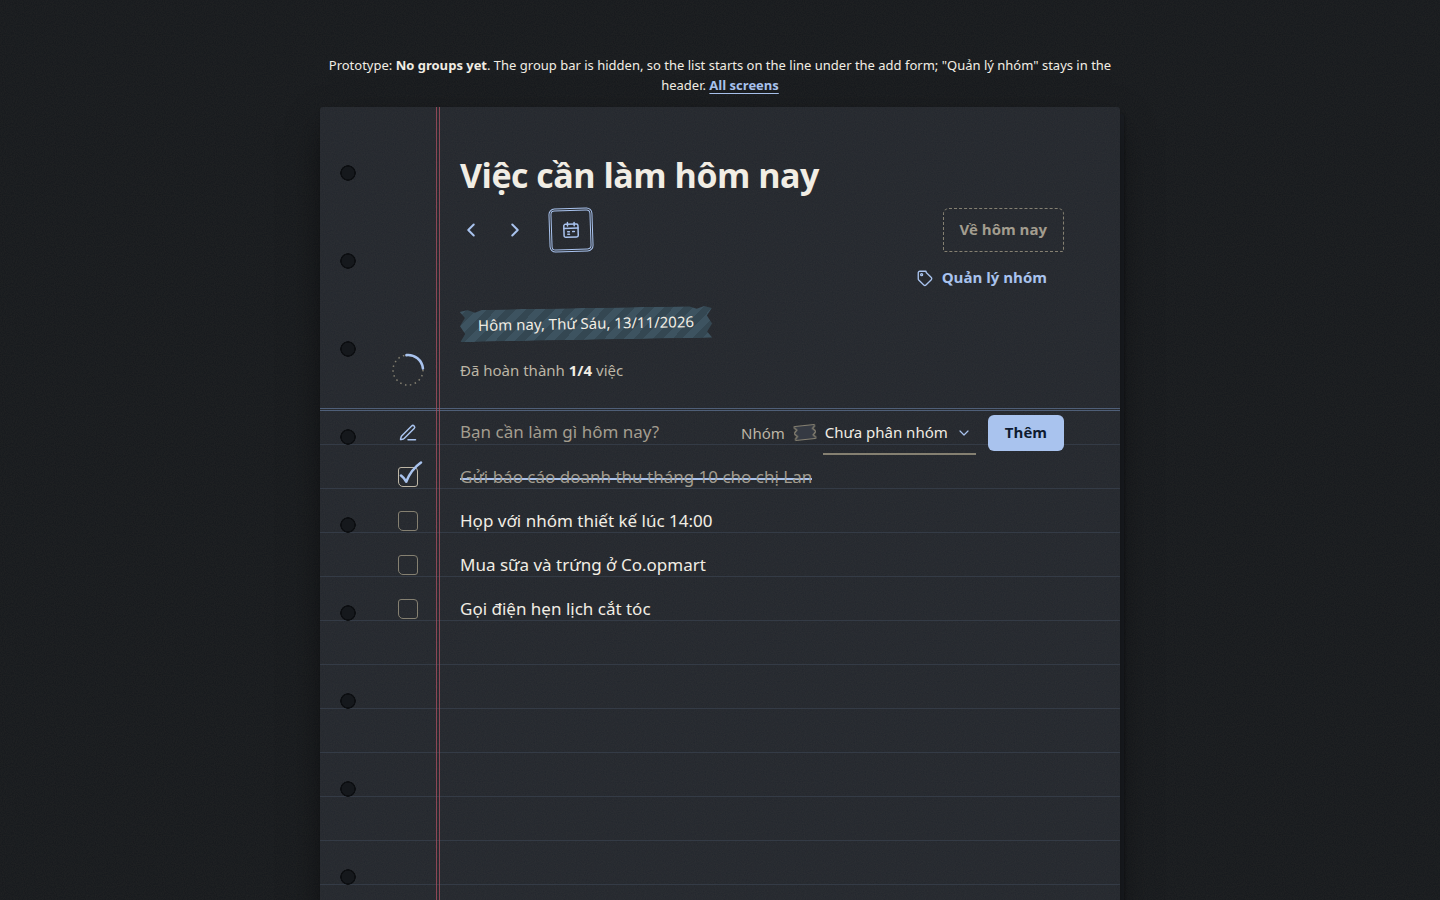 Prototype: No groups yet. The group bar is hidden, so the list starts on the line under the add form; "Quản lý nhóm" stays in the
header. All screens
Việc cần làm hôm nay
Về hôm nay
Quản lý nhóm
Hôm nay, Thứ Sáu, 13/11/2026
Đã hoàn thành 1/4 việc
Bạn cần làm gì hôm nay? Nhóm Chưa phân nhóm Thêm
Gửi báo cáo doanh thu tháng 10 cho chị Lan
Họp với nhóm thiết kế lúc 14:00
Mua sữa và trứng ở Co.opmart
Gọi điện hẹn lịch cắt tóc